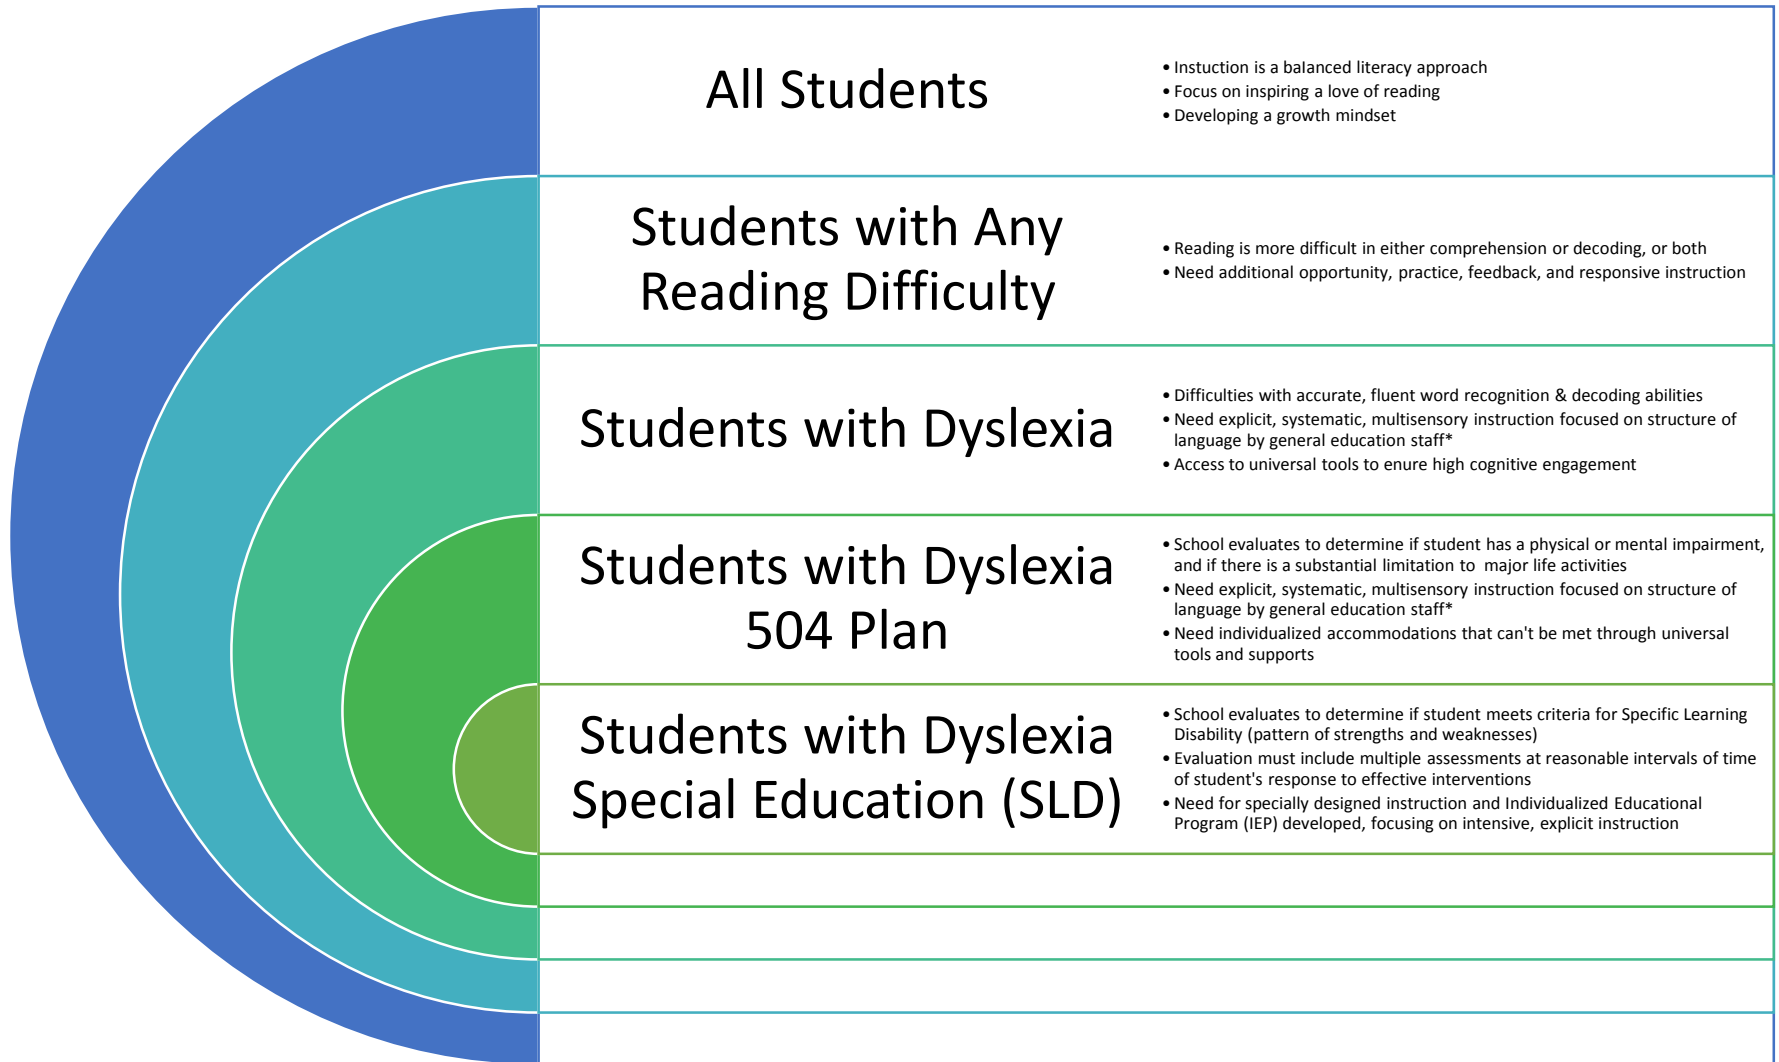 All Students
• Instuction is a balanced literacy approach
• Focus on inspiring a love of reading
• Developing a growth mindset
Students with Any
Reading Difficulty
• Reading is more difficult in either comprehension or decoding, or both
• Need additional opportunity, practice, feedback, and responsive instruction
Students with Dyslexia
• Difficulties with accurate, fluent word recognition & decoding abilities
• Need explicit, systematic, multisensory instruction focused on structure of
language by general education staff*
• Access to universal tools to enure high cognitive engagement
Students with Dyslexia
504 Plan
• School evaluates to determine if student has a physical or mental impairment,
and if there is a substantial limitation to major life activities
• Need explicit, systematic, multisensory instruction focused on structure of
language by general education staff*
• Need individualized accommodations that can't be met through universal
tools and supports
Students with Dyslexia
Special Education (SLD)
• School evaluates to determine if student meets criteria for Specific Learning
Disability (pattern of strengths and weaknesses)
• Evaluation must include multiple assessments at reasonable intervals of time
of student's response to effective interventions
• Need for specially designed instruction and Individualized Educational
Program (IEP) developed, focusing on intensive, explicit instruction